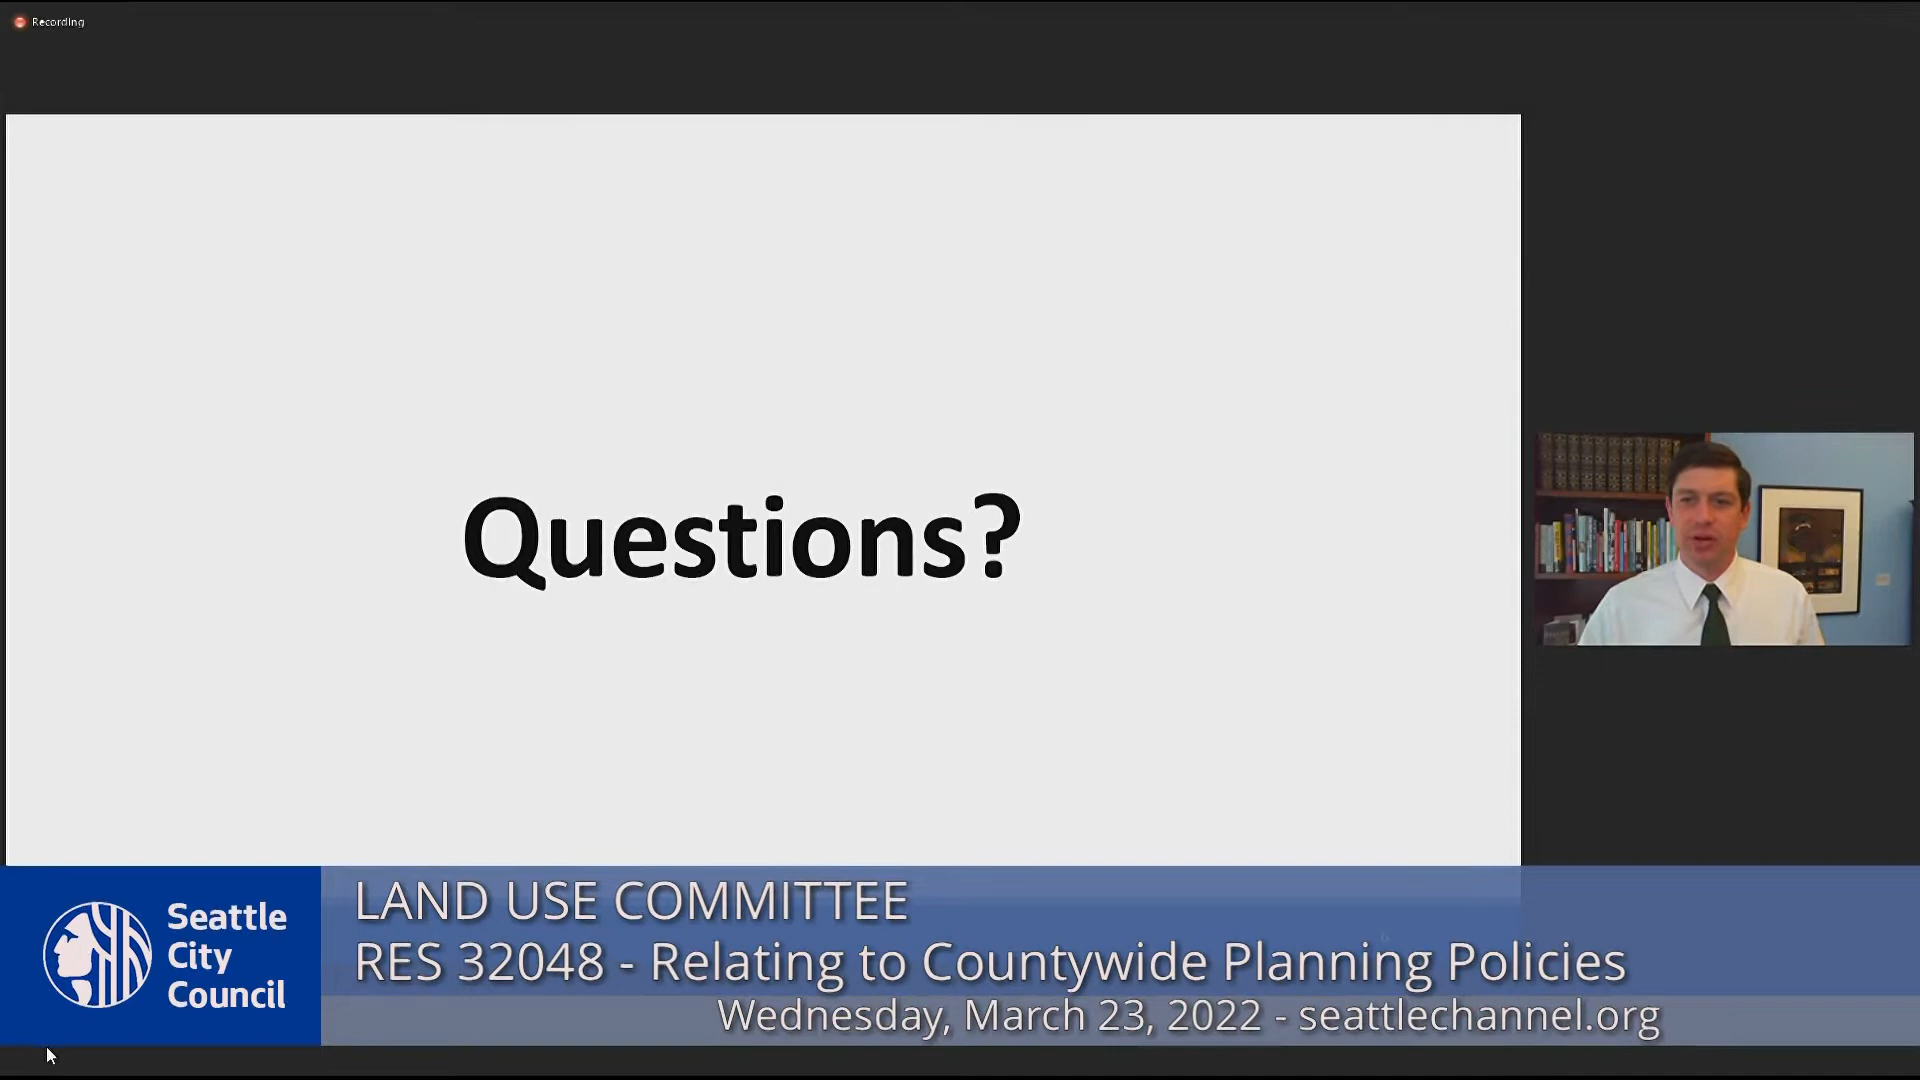 Recording
Questions?
Seattle
City
Council
LAND USE COMMITTEE
RES 32048 - Relating to Countywide Planning Policies
Wednesday, March 23, 2022 - seattlechannel.org